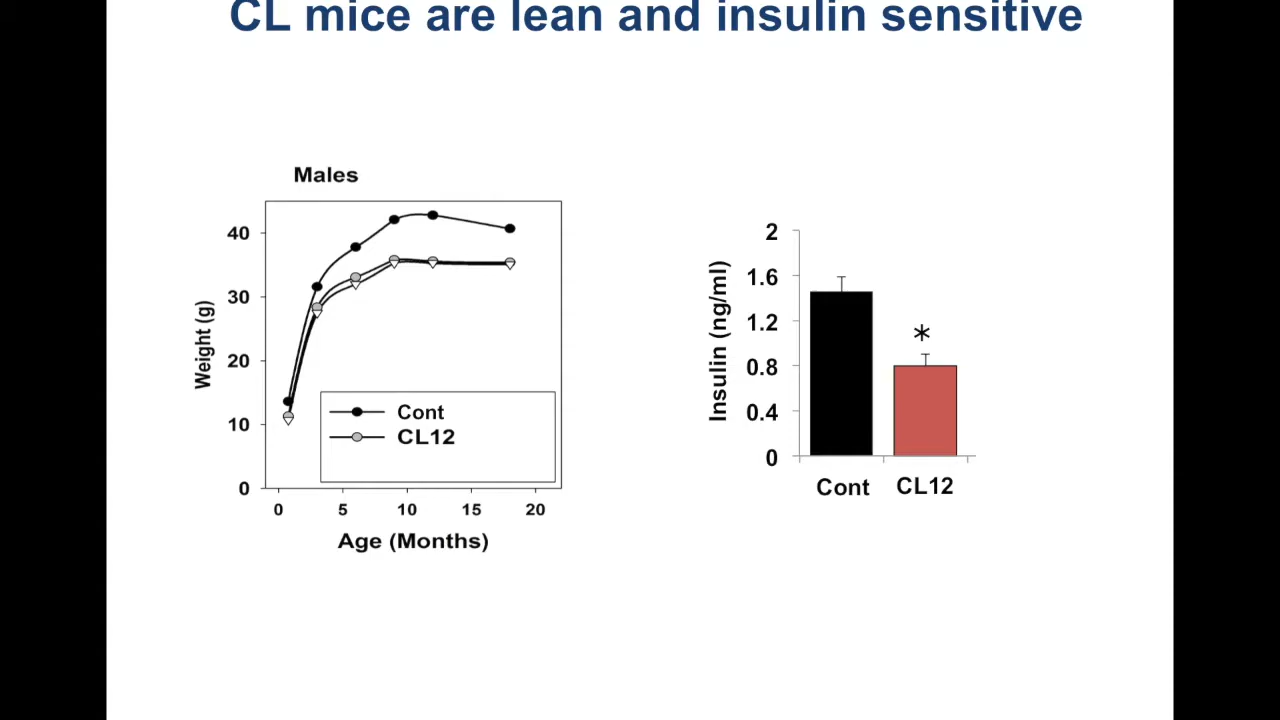 CL mice are lean and insulin sensitive
Males
40
30
20
10
0
Weight (g)
Cont
CL12
0 5 10 15 20
Age (Months)
2
1.6
1.2
0.8
0.4
0
Insulin (ng/ml)
*
Cont CL12